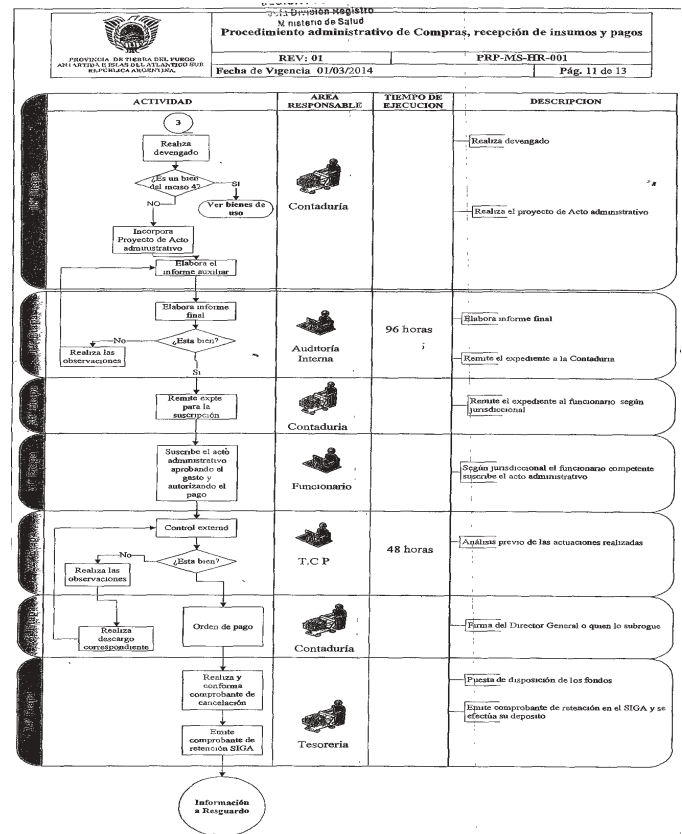 División Registro
Ministerio de Salud
Procedimiento administrativo de Compras, recepción de insumos y pagos
PROVINCIA DE TIERRA DEL FUEGO
ANTARTIDA E ISLAS DEL ATLANTICO SUR
REPUBLICA ARGENTINA.
REV: 01
PRP-MS-HR-001
Fecha de Vigencia 01/03/2014
Pág. 11 de 13
ACTIVIDAD
AREA
RESPONSABLE
TIEMPO DE
EJECUCION
DESCRIPCION
3
Realiza
devengado
¿Es un bien
del inciso 4?
SI
NO
Ver bienes de
uso
Incorpora
Proyecto de Acto
administrativo
Elabora el
informe auxiliar
Contaduría
Realiza devengado
Realiza el proyecto de Acto administrativo
Elabora informe
final
¿Esta bien?
No
Si
Realiza las
observaciones
Auditoría
Interna
96 horas
Elabora informe final
Remite el expediente a la Contaduria
Remite expte
para la
suscripción
Contaduria
Remite el expediente al funcionario según
jurisdiccional
Suscribe el acto
administrativo
aprobando el
gasto y
autorizando el
pago
Funcionario
Según jurisdiccional el funcionario competente
suscribe el acto administrativo
Control externo
¿Esta bien?
No
Realiza las
observaciones
T.C P
48 horas
Análisis previo de las actuaciones realizadas
Realiza
descargo
correspondiente
Orden de pago
Contaduría
Firma del Director General o quien lo subrogue
Realiza y
conforma
comprobante de
cancelación
Emite
comprobante de
retención SIGA
Tesoreria
Puesta de disposición de los fondos
Emite comprobante de retención en el SIGA y se
efectúa su deposito
Información
a Resguardo